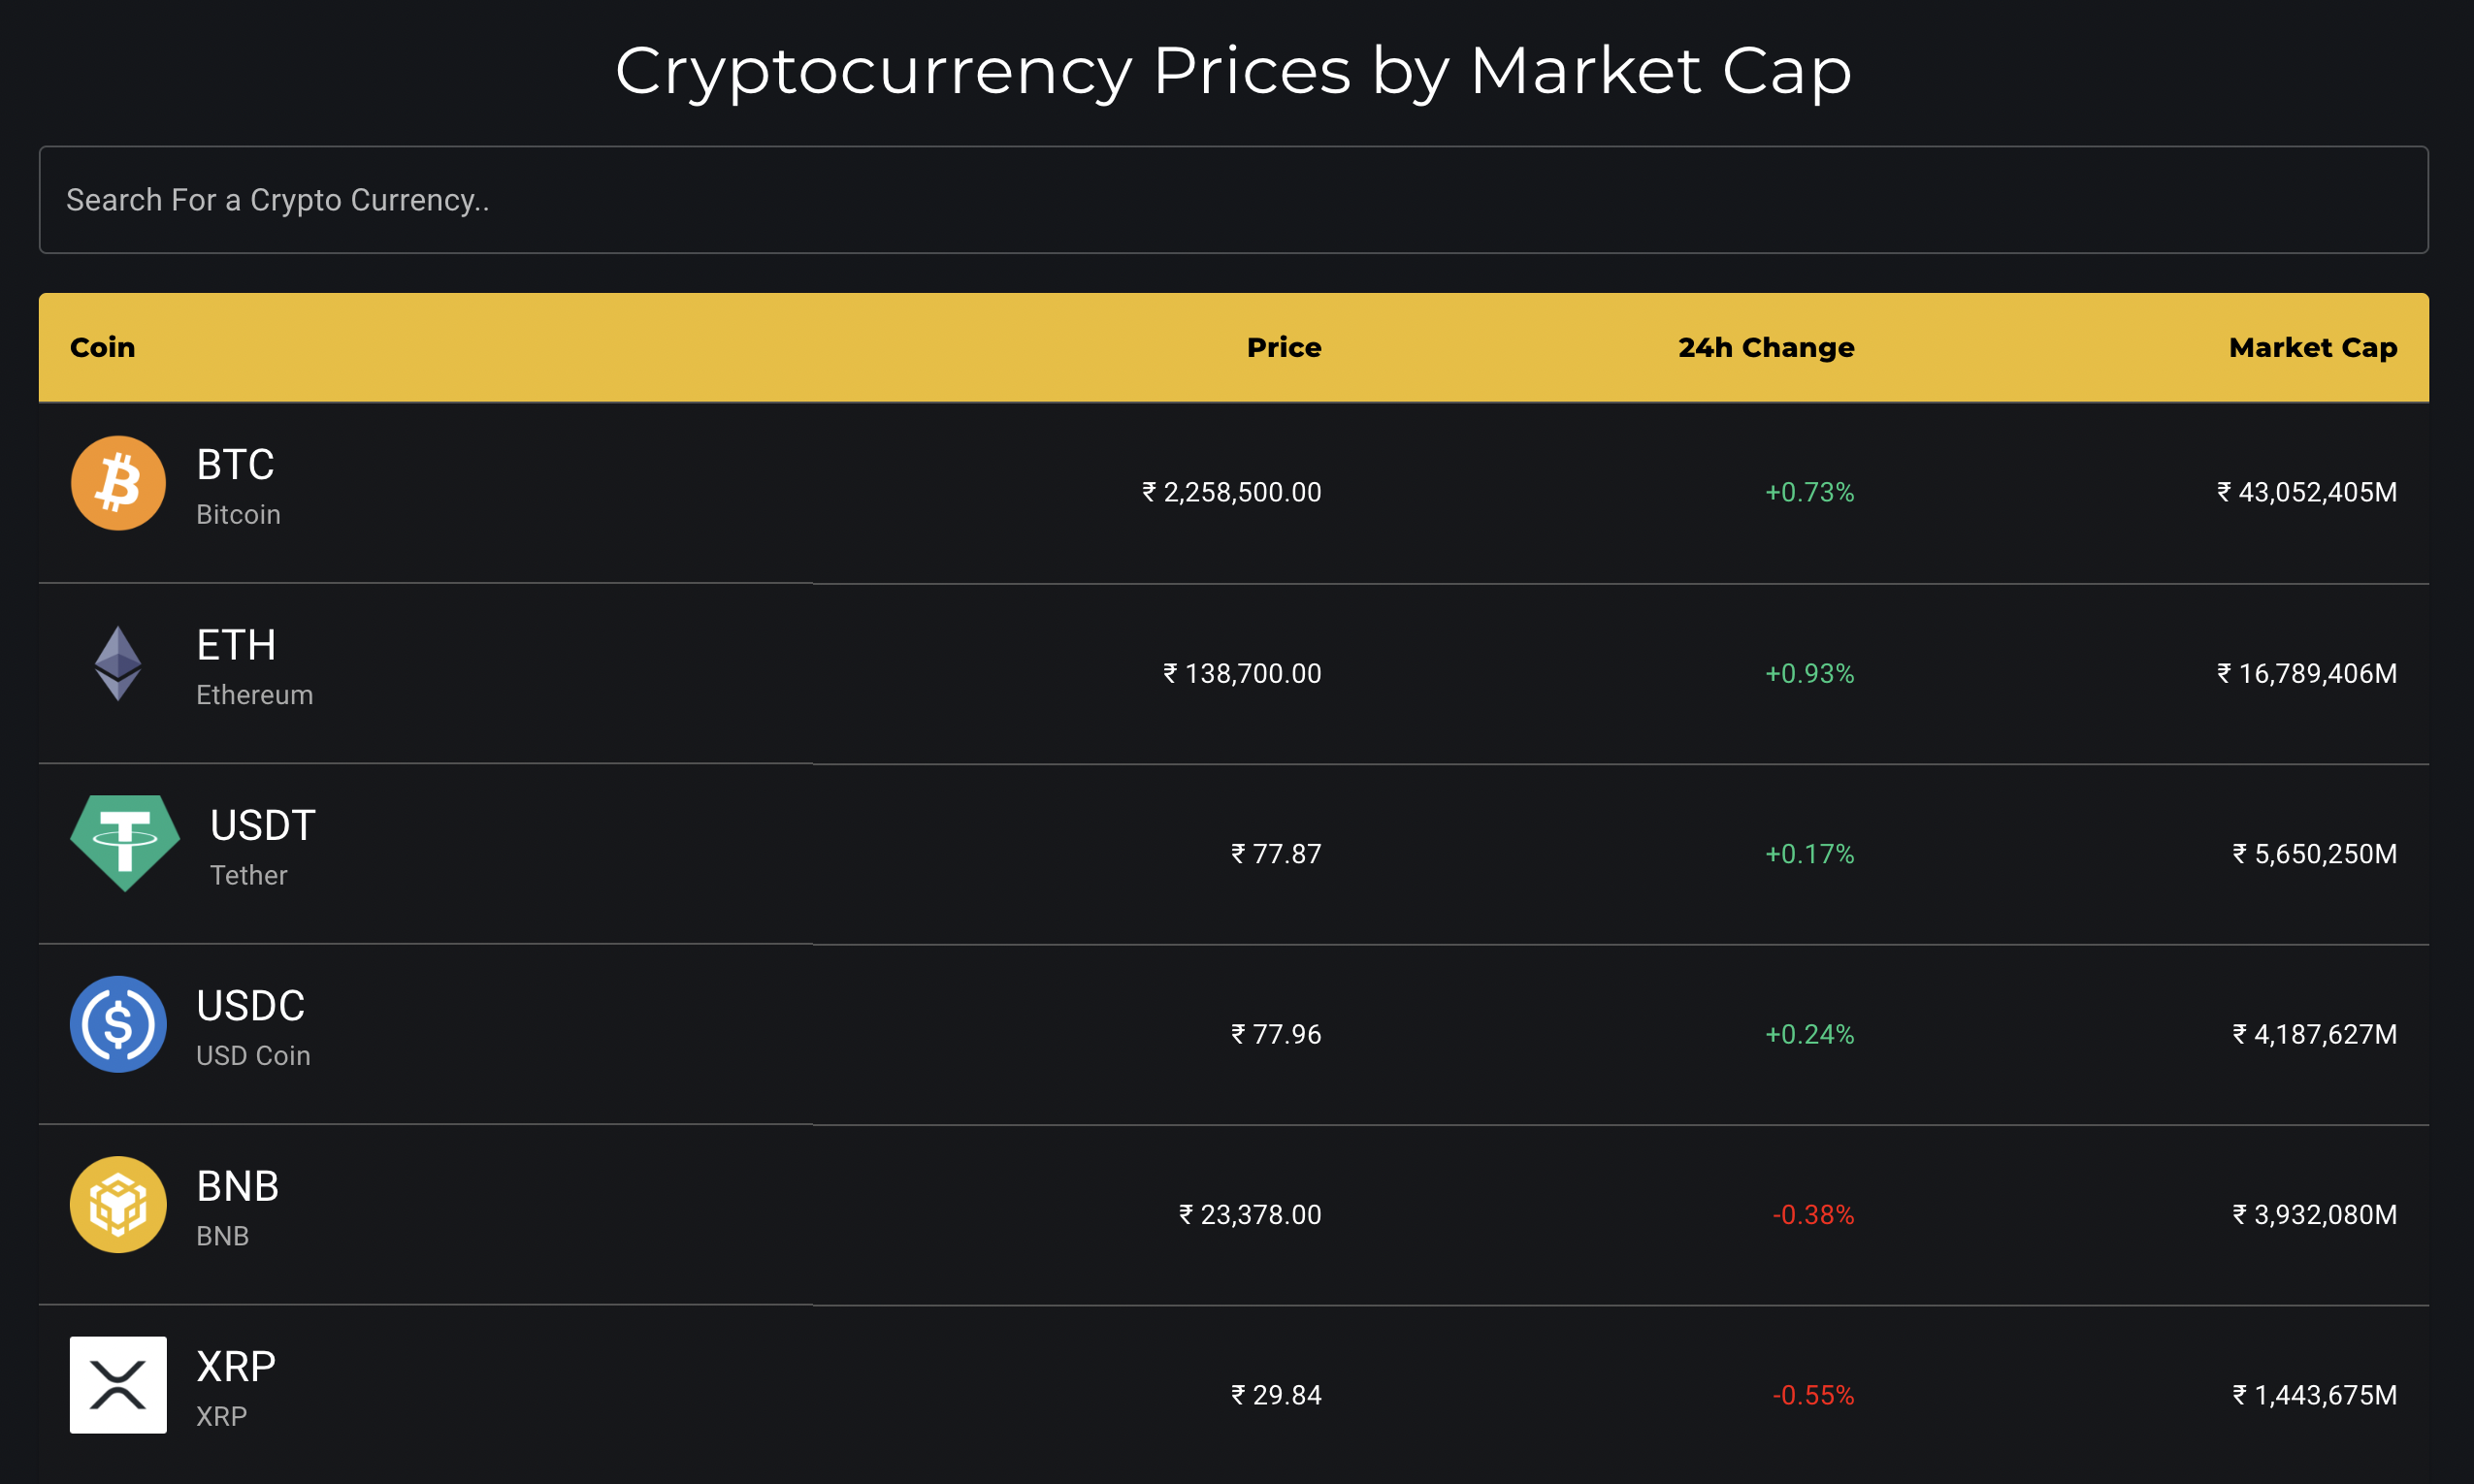 Cryptocurrency Prices by Market Cap
Search For a Crypto Currency..
Coin Price 24h Change Market Cap
BTC
Bitcoin
₹ 2,258,500.00 +0.73% ₹ 43,052,405M
ETH
Ethereum
₹ 138,700.00 +0.93% ₹ 16,789,406M
USDT
Tether
₹ 77.87 +0.17% ₹ 5,650,250M
USDC
USD Coin
₹ 77.96 +0.24% ₹ 4,187,627M
BNB
BNB
₹ 23,378.00 -0.38% ₹ 3,932,080M
XRP
XRP
₹ 29.84 -0.55% ₹ 1,443,675M